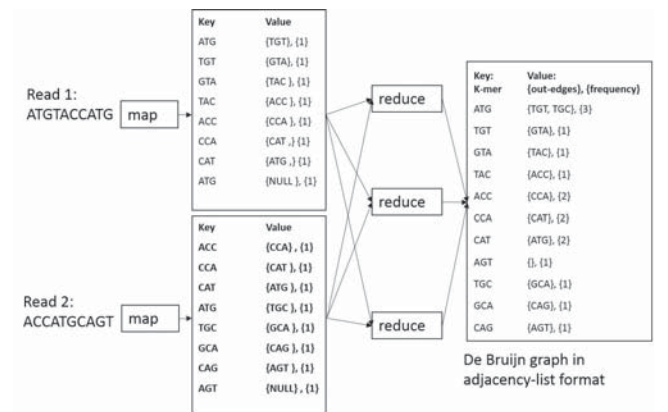 Read 1:
ATGTACCATG
map
Key Value
ATG {TGT}, {1}
TGT {GTA}, {1}
GTA {TAC }, {1}
TAC {ACC }, {1}
ACC {CCA}, {1}
CCA {CAT ,} {1}
CAT {ATG ,} {1}
ATG {NULL }, {1}
Read 2:
ACCATGCAGT
map
Key Value
ACC {CCA} , {1}
CCA {CAT }, {1}
CAT {ATG }, {1}
ATG {TGC }, {1}
TGC {GCA }, {1}
GCA {CAG }, {1}
CAG {AGT }, {1}
AGT {NULL} , {1}
reduce
reduce
reduce
Key: Value:
K-mer {out-edges}, {frequency}
ATG {TGT, TGC}, {3}
TGT {GTA}, {1}
GTA {TAC}, {1}
TAC {ACC}, {1}
ACC {CCA}, {2}
CCA {CAT}, {2}
CAT {ATG}, {2}
AGT {}, {1}
TGC {GCA}, {1}
GCA {CAG}, {1}
CAG {AGT}, {1}
De Bruijn graph in
adjacency-list format